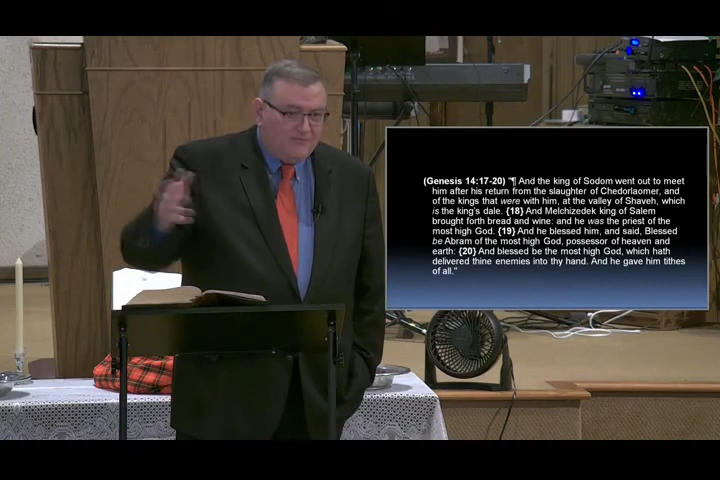 (Genesis 14:17-20) "¶ And the king of Sodom went out to meet
him after his return from the slaughter of Chedorlaomer, and
of the kings that were with him, at the valley of Shaveh, which
is the king's dale. {18} And Melchizedek king of Salem
brought forth bread and wine: and he was the priest of the
most high God. {19} And he blessed him, and said, Blessed
be Abram of the most high God, possessor of heaven and
earth: {20} And blessed be the most high God, which hath
delivered thine enemies into thy hand. And he gave him tithes
of all."